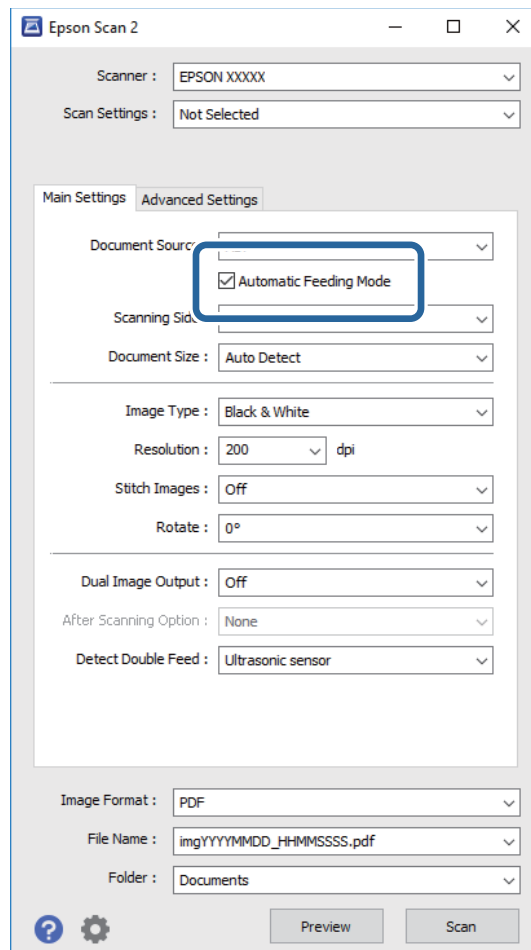 Epson Scan 2
Scanner : EPSON XXXXX
Scan Settings : Not Selected
Main Settings Advanced Settings
Document Source
Automatic Feeding Mode
Scanning Side
Document Size : Auto Detect
Image Type : Black & White
Resolution : 200 dpi
Stitch Images : Off
Rotate : 0°
Dual Image Output : Off
After Scanning Option : None
Detect Double Feed : Ultrasonic sensor
Image Format : PDF
File Name : imgYYYYMMDD_HHMMSSSS.pdf
Folder : Documents
Preview Scan